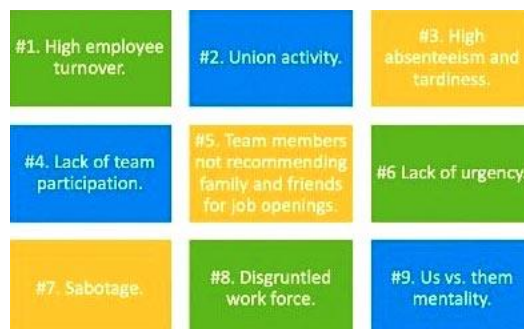 #1. High employee
turnover.
#2. Union activity.
#3. High
absenteeism and
tardiness.
#4. Lack of team
participation.
#5. Team members
not recommending
family and friends
for job openings.
#6 Lack of urgency.
#7. Sabotage.
#8. Disgruntled
work force.
#9. Us vs. them
mentality.